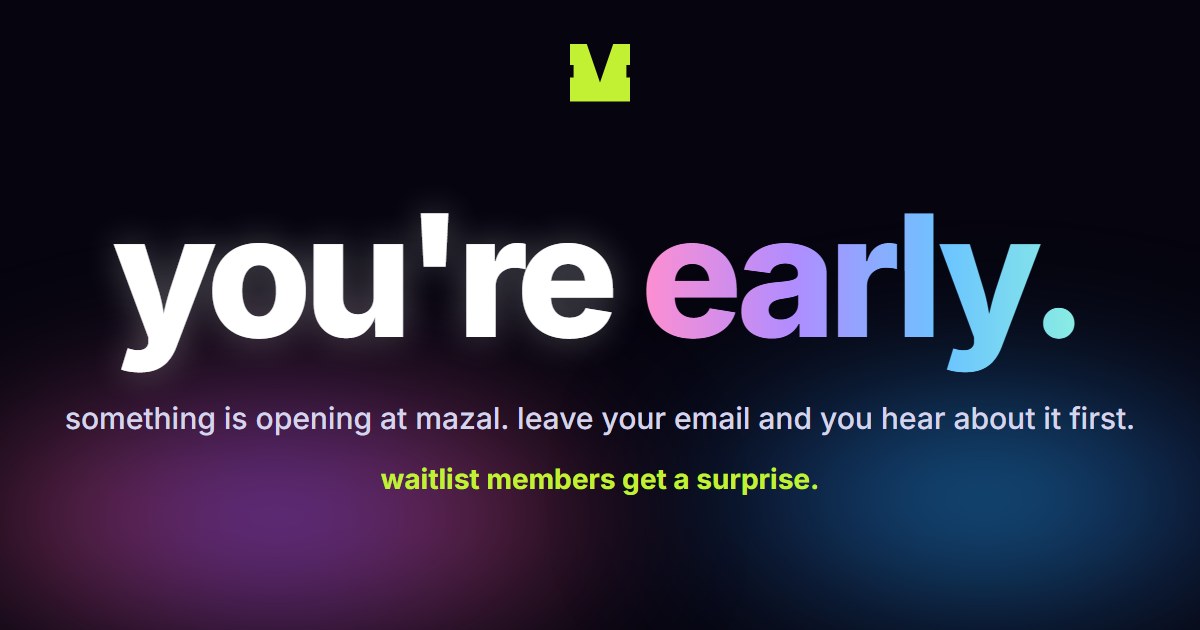 M
you're early.
something is opening at mazal. leave your email and you hear about it first.
waitlist members get a surprise.